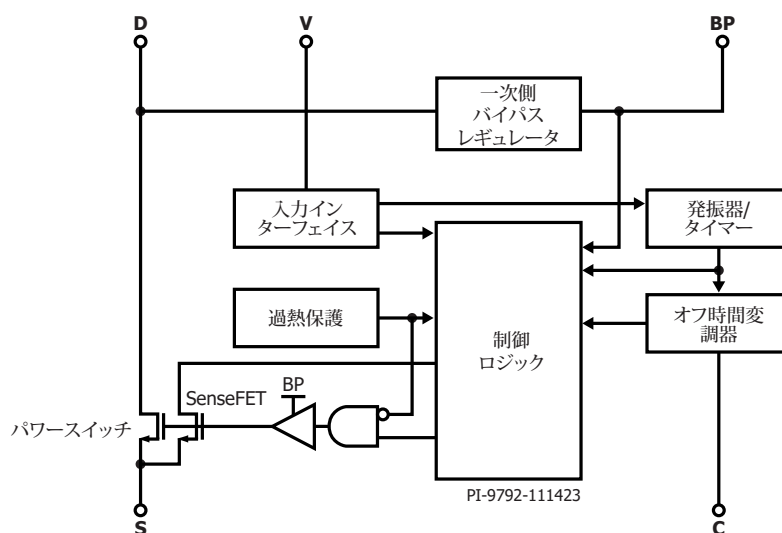 D
V
BP
一次側
バイパス
レギュレータ
入力イン
ターフェイス
発振器/
タイマー
過熱保護
オフ時間変
調器
制御
ロジック
BP
SenseFET
パワースイッチ
PI-9792-111423
S
C